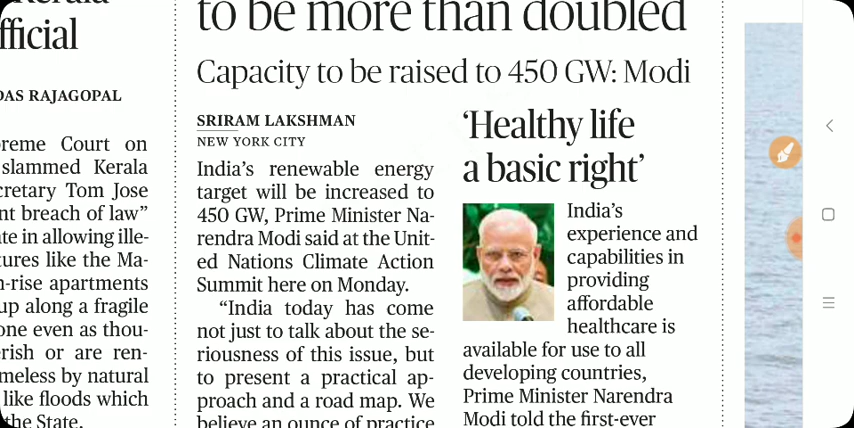 fficial
DAS RAJAGOPAL
preme Court on
slammed Kerala
cretary Tom Jose
nt breach of law”
te in allowing ille-
tures like the Ma-
n-rise apartments
up along a fragile
one even as thou-
erish or are ren-
meless by natural
like floods which
the State.
to be more than doubled
Capacity to be raised to 450 GW: Modi
SRIRAM LAKSHMAN
NEW YORK CITY
India’s renewable energy
target will be increased to
450 GW, Prime Minister Na-
rendra Modi said at the Unit-
ed Nations Climate Action
Summit here on Monday.
“India today has come
not just to talk about the se-
riousness of this issue, but
to present a practical ap-
proach and a road map. We
believe an ounce of practice
‘Healthy life
a basic right’
India’s
experience and
capabilities in
providing
affordable
healthcare is
available for use to all
developing countries,
Prime Minister Narendra
Modi told the first-ever